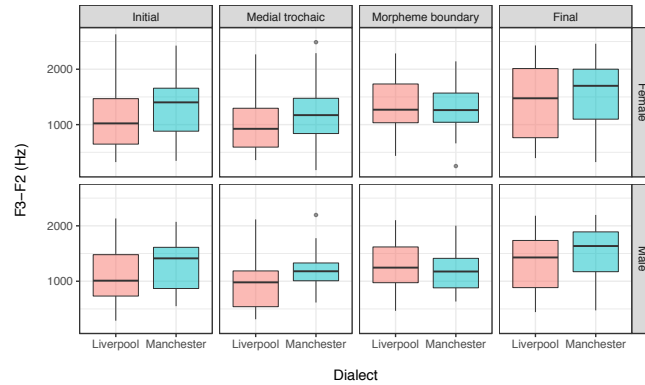 Initial
Medial trochaic
Morpheme boundary
Final
F3−F2 (Hz)
2000
1000
Female
2000
1000
Male
Liverpool Manchester
Liverpool Manchester
Liverpool Manchester
Liverpool Manchester
Dialect